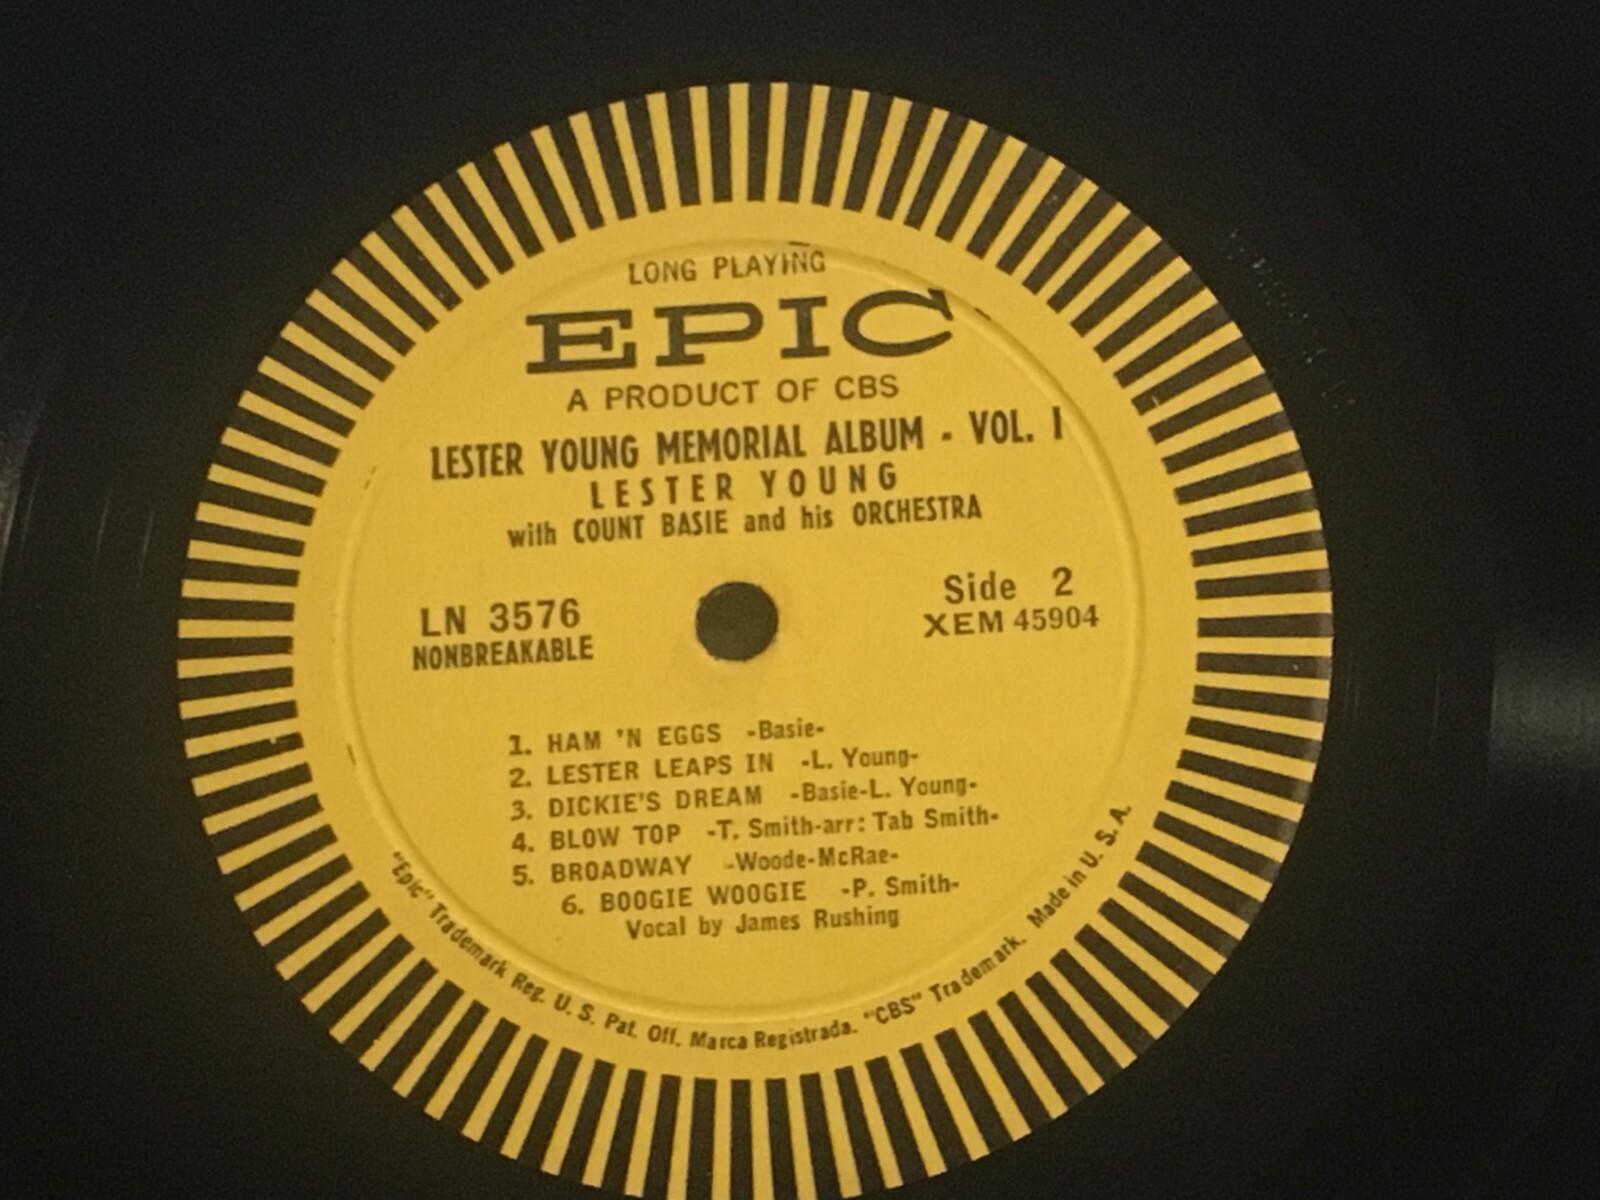 LONG PLAYING
EPIC
A PRODUCT OF CBS
LESTER YOUNG MEMORIAL ALBUM - VOL. I
LESTER YOUNG
with COUNT BASIE and his ORCHESTRA
LN 3576
NONBREAKABLE
Side 2
XEM 45904
1. HAM 'N EGGS -Basie-
2. LESTER LEAPS IN -L. Young-
3. DICKIE'S DREAM -Basie-L. Young-
4. BLOW TOP -T. Smith-arr: Tab Smith-
5. BROADWAY -Woode-McRae-
6. BOOGIE WOOGIE -P. Smith-
Vocal by James Rushing
"Epic" Trademark Reg. U. S. Pat. Off. Marca Registrada. "CBS" Trademark. Made in U. S. A.